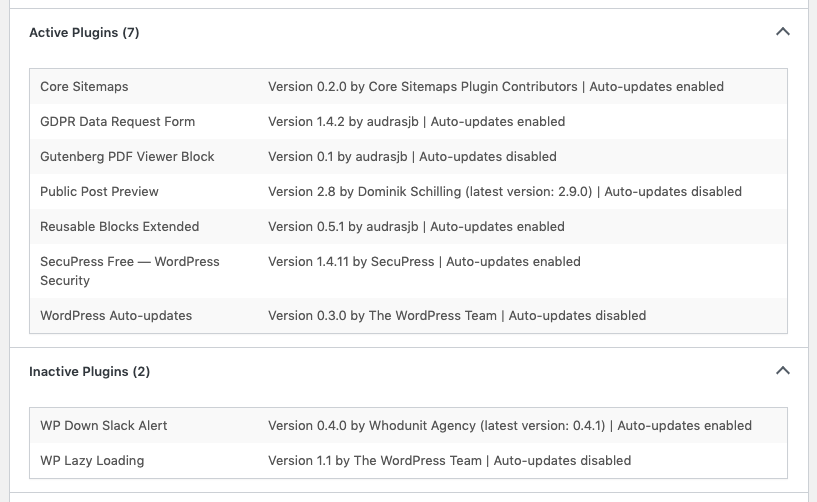 Active Plugins (7)
Core Sitemaps Version 0.2.0 by Core Sitemaps Plugin Contributors | Auto-updates enabled
GDPR Data Request Form Version 1.4.2 by audrasjb | Auto-updates enabled
Gutenberg PDF Viewer Block Version 0.1 by audrasjb | Auto-updates disabled
Public Post Preview Version 2.8 by Dominik Schilling (latest version: 2.9.0) | Auto-updates disabled
Reusable Blocks Extended Version 0.5.1 by audrasjb | Auto-updates enabled
SecuPress Free — WordPress Version 1.4.11 by SecuPress | Auto-updates enabled
Security
WordPress Auto-updates Version 0.3.0 by The WordPress Team | Auto-updates disabled
Inactive Plugins (2)
WP Down Slack Alert Version 0.4.0 by Whodunit Agency (latest version: 0.4.1) | Auto-updates enabled
WP Lazy Loading Version 1.1 by The WordPress Team | Auto-updates disabled